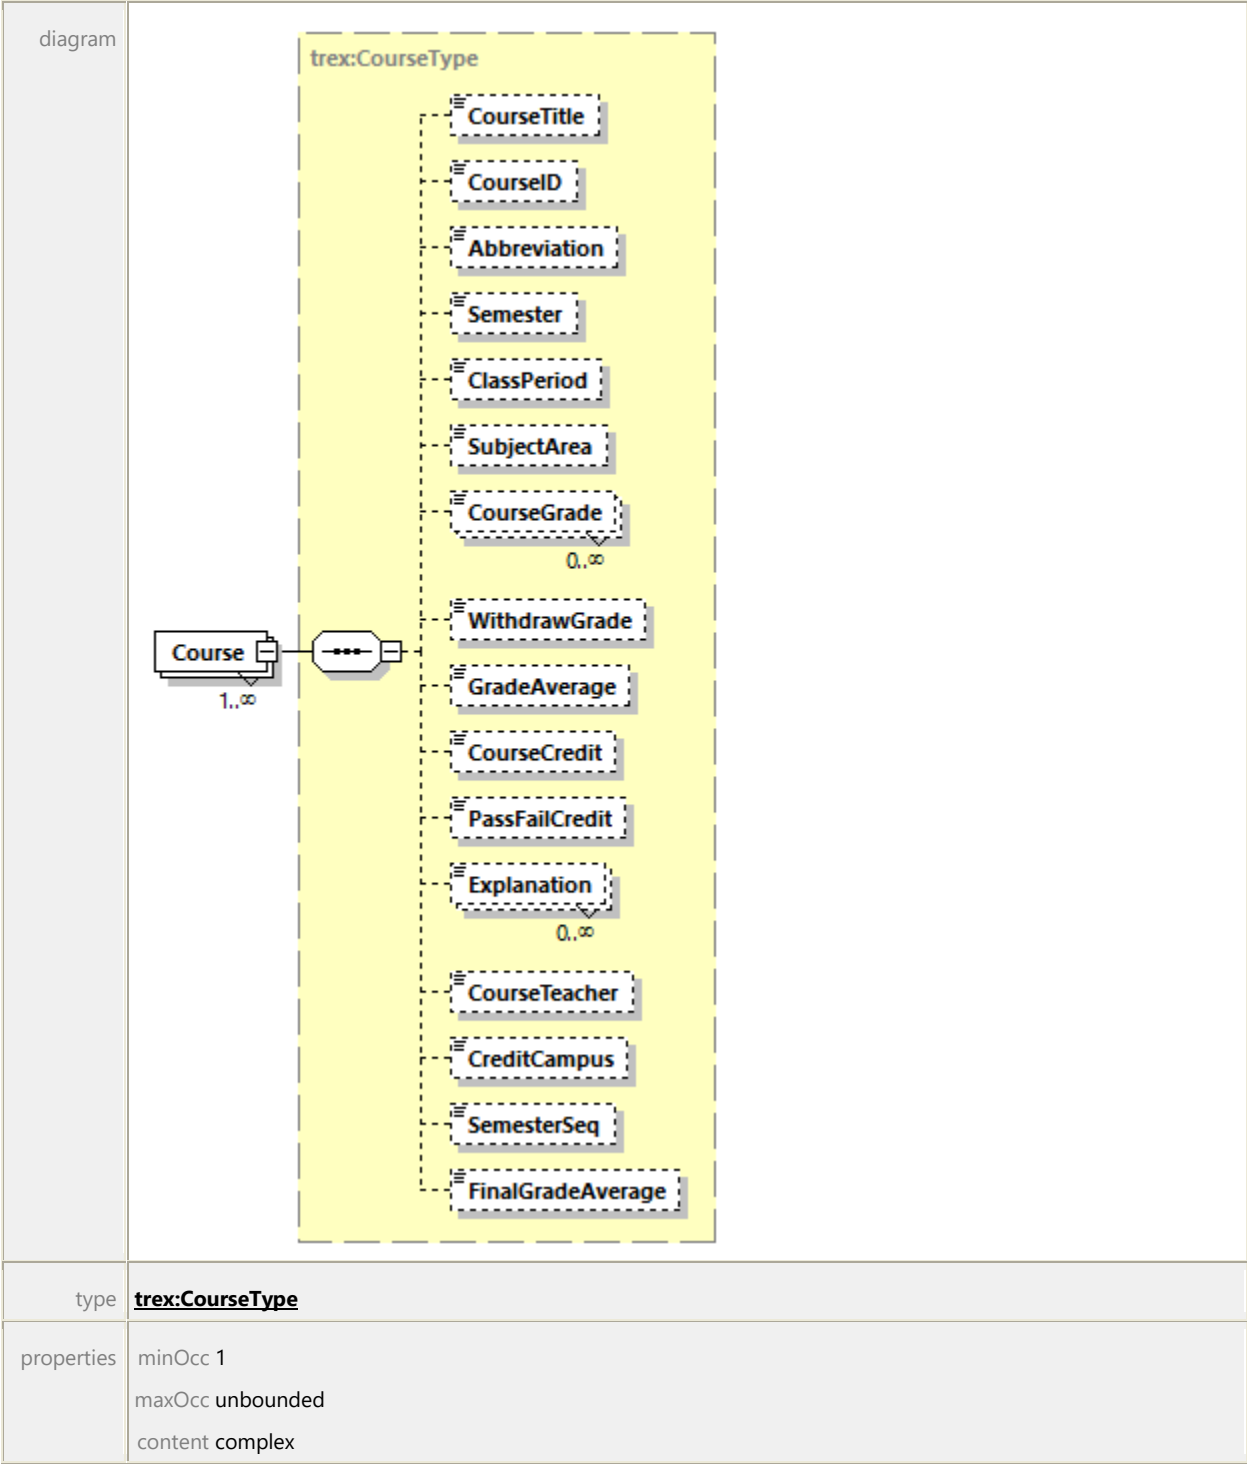 diagram
trex:CourseType
CourseTitle
CourseID
Abbreviation
Semester
ClassPeriod
SubjectArea
CourseGrade
0..∞
WithdrawGrade
Course
1..∞
GradeAverage
CourseCredit
PassFailCredit
Explanation
0..∞
CourseTeacher
CreditCampus
SemesterSeq
FinalGradeAverage
type trex:CourseType
properties minOcc 1
maxOcc unbounded
content complex